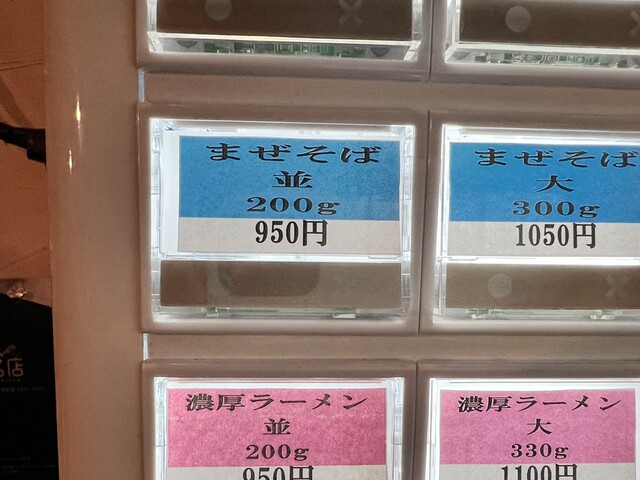 まぜそば
並
200g
950円
まぜそば
大
300g
1050円
濃厚ラーメン
並
200g
950円
濃厚ラーメン
大
330g
1100円
店